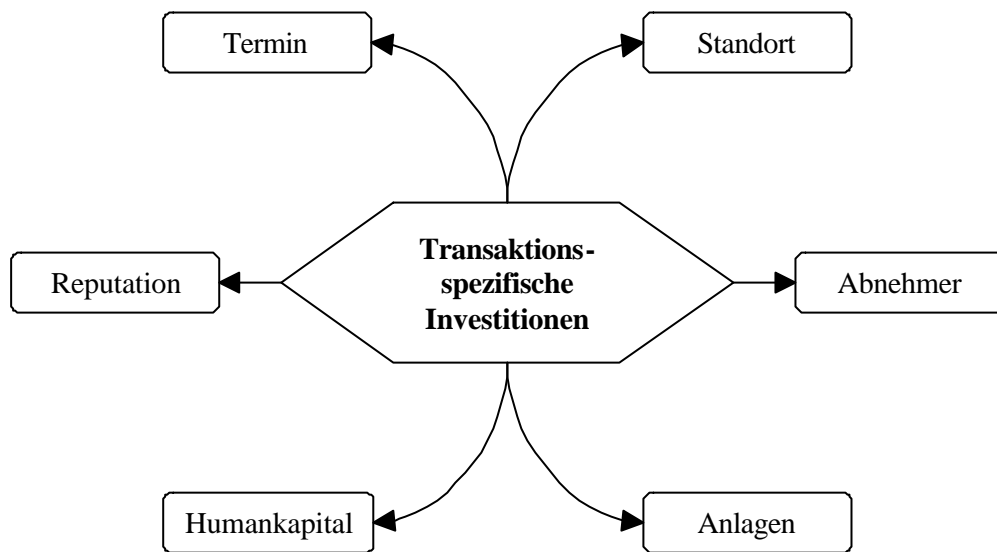 Termin
Standort
Transaktions-
spezifische
Investitionen
Reputation
Abnehmer
Humankapital
Anlagen